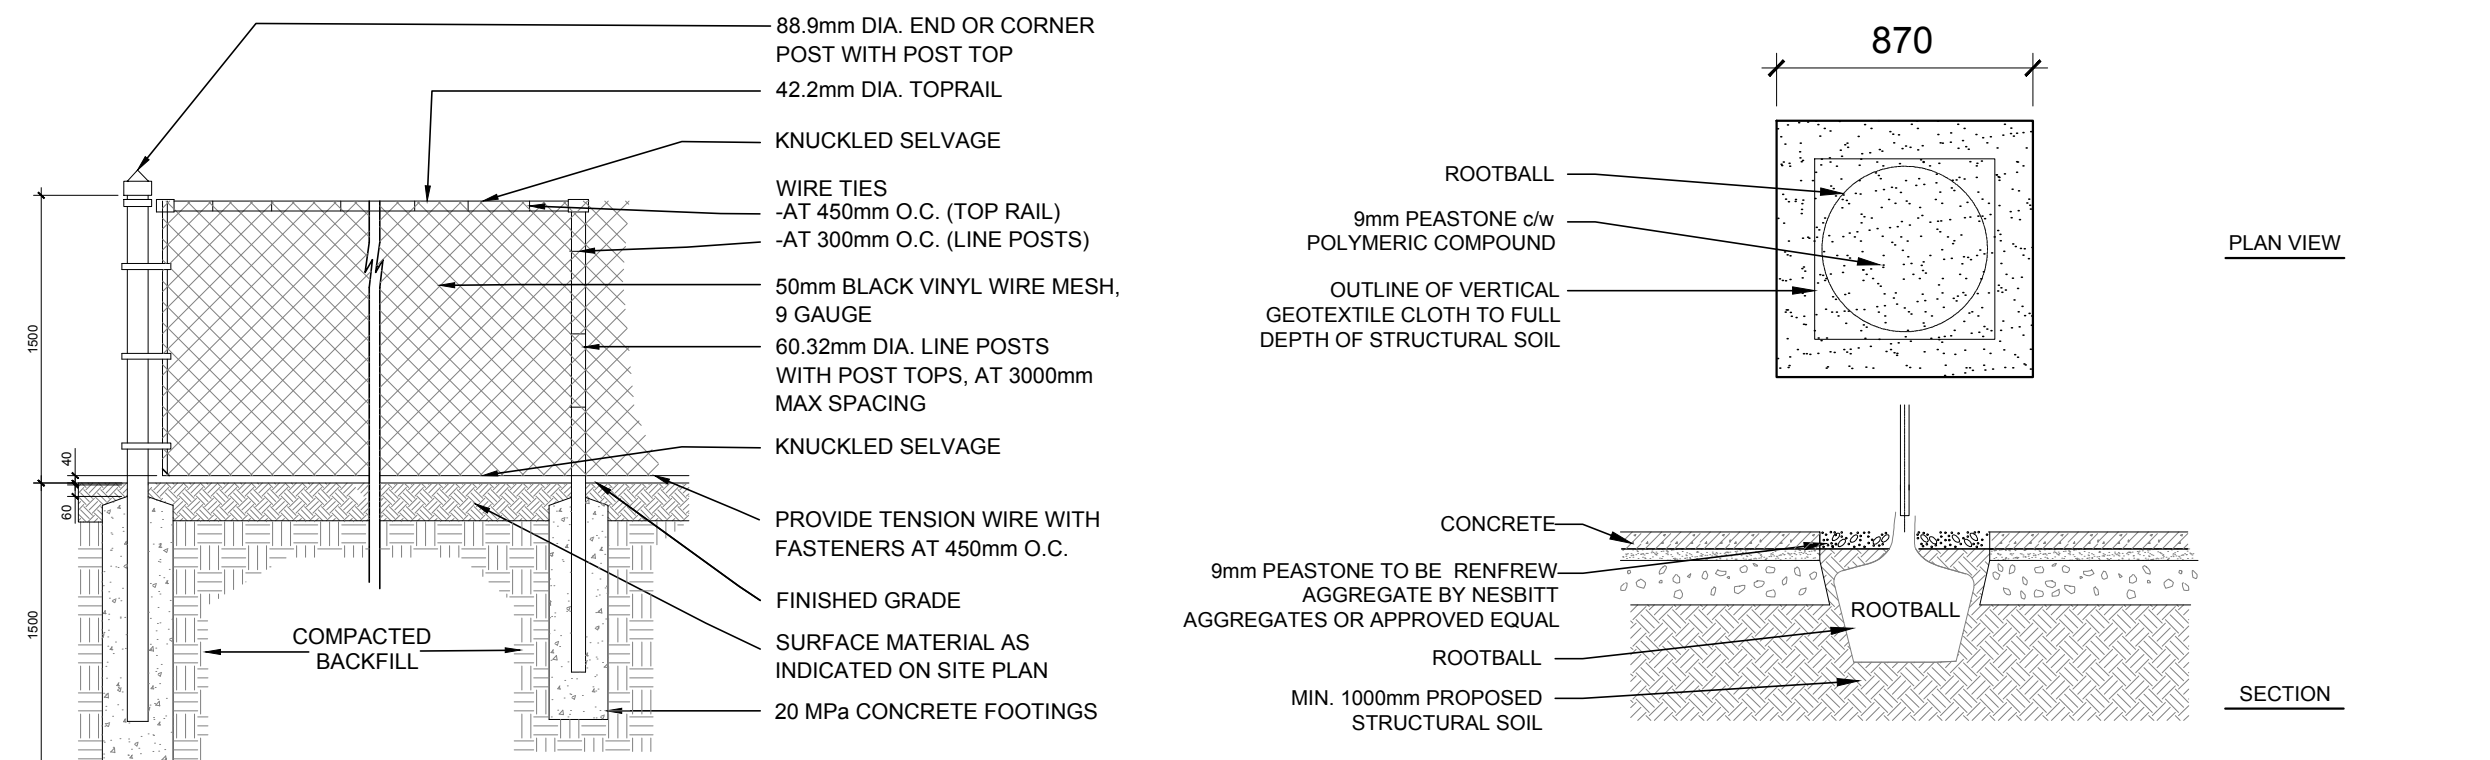 88.9mm DIA. END OR CORNER
POST WITH POST TOP
42.2mm DIA. TOPRAIL
KNUCKLED SELVAGE
WIRE TIES
-AT 450mm O.C. (TOP RAIL)
-AT 300mm O.C. (LINE POSTS)
50mm BLACK VINYL WIRE MESH,
9 GAUGE
60.32mm DIA. LINE POSTS
WITH POST TOPS, AT 3000mm
MAX SPACING
KNUCKLED SELVAGE
PROVIDE TENSION WIRE WITH
FASTENERS AT 450mm O.C.
FINISHED GRADE
SURFACE MATERIAL AS
INDICATED ON SITE PLAN
20 MPa CONCRETE FOOTINGS
1500
40
60
1500
COMPACTED
BACKFILL
870
ROOTBALL
9mm PEASTONE c/w
POLYMERIC COMPOUND
OUTLINE OF VERTICAL
GEOTEXTILE CLOTH TO FULL
DEPTH OF STRUCTURAL SOIL
PLAN VIEW
CONCRETE
9mm PEASTONE TO BE RENFREW
AGGREGATE BY NESBITT
AGGREGATES OR APPROVED EQUAL
ROOTBALL
ROOTBALL
MIN. 1000mm PROPOSED
STRUCTURAL SOIL
SECTION